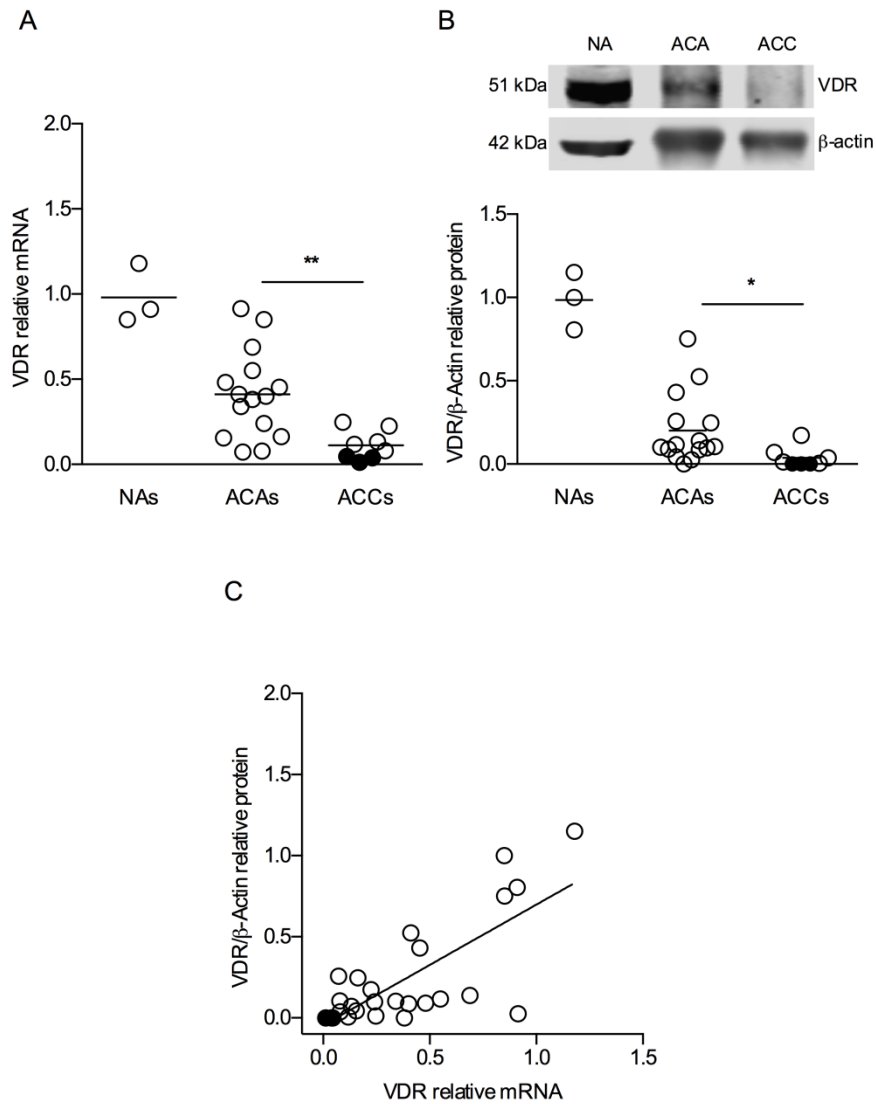 A
VDR relative mRNA
2.0
1.5
1.0
0.5
0.0
**
NAs ACAs ACCs
B
NA ACA ACC
51 kDa VDR
42 kDa β-actin
VDR/β-Actin relative protein
1.5
1.0
0.5
0.0
*
NAs ACAs ACCs
C
VDR/β-Actin relative protein
2.0
1.5
1.0
0.5
0.0
0.0 0.5 1.0 1.5
VDR relative mRNA